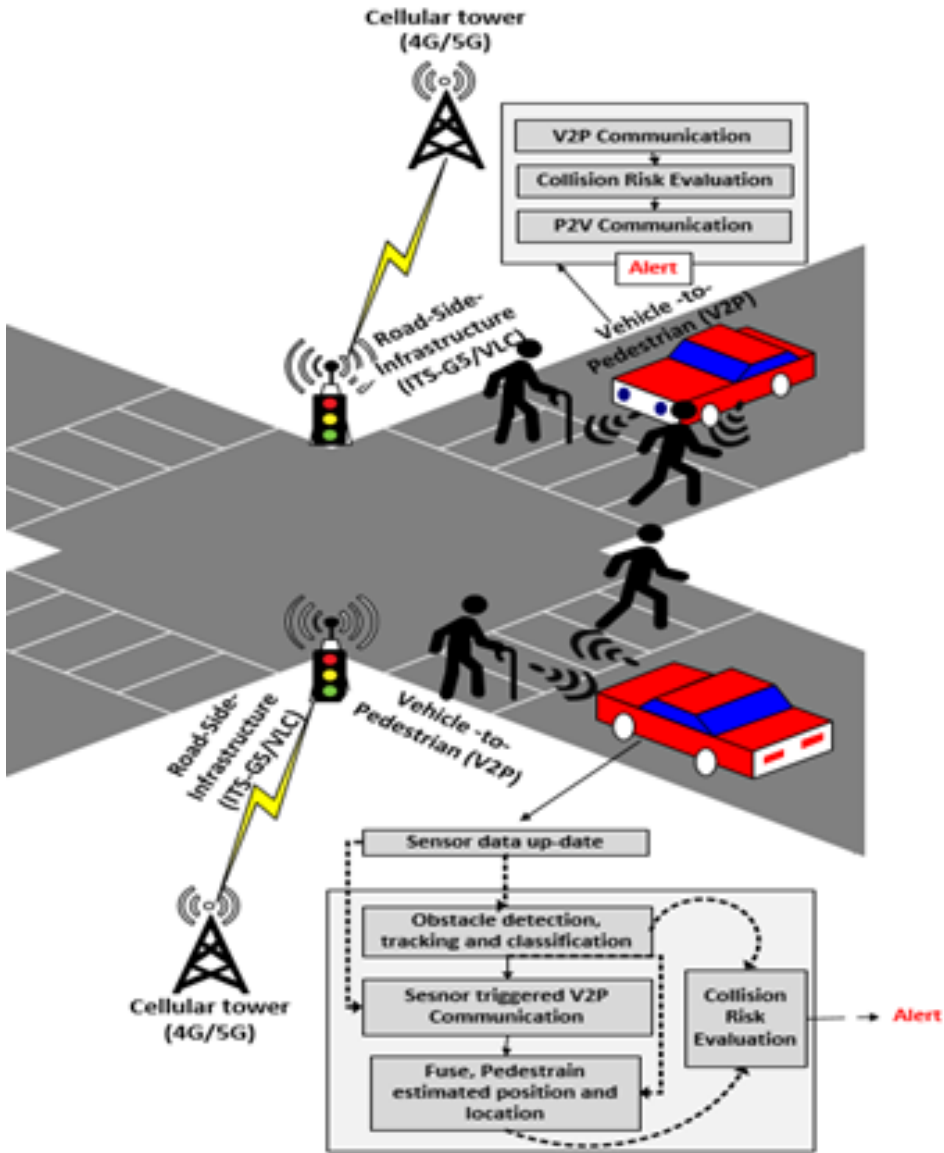 Cellular tower
(4G/5G)
V2P Communication
Collision Risk Evaluation
P2V Communication
Alert
Road-Side-
Infrastructure
(ITS-G5/VLC)
Vehicle -to-
Pedestrian (V2P)
Road-Side-
Infrastructure
(ITS-G5/VLC)
Vehicle -to-
Pedestrian (V2P)
Sensor data up-date
Obstacle detection,
tracking and classification
Sesnor triggered V2P
Communication
Fuse, Pedestrain
estimated position and
location
Collision
Risk
Evaluation
Alert
Cellular tower
(4G/5G)